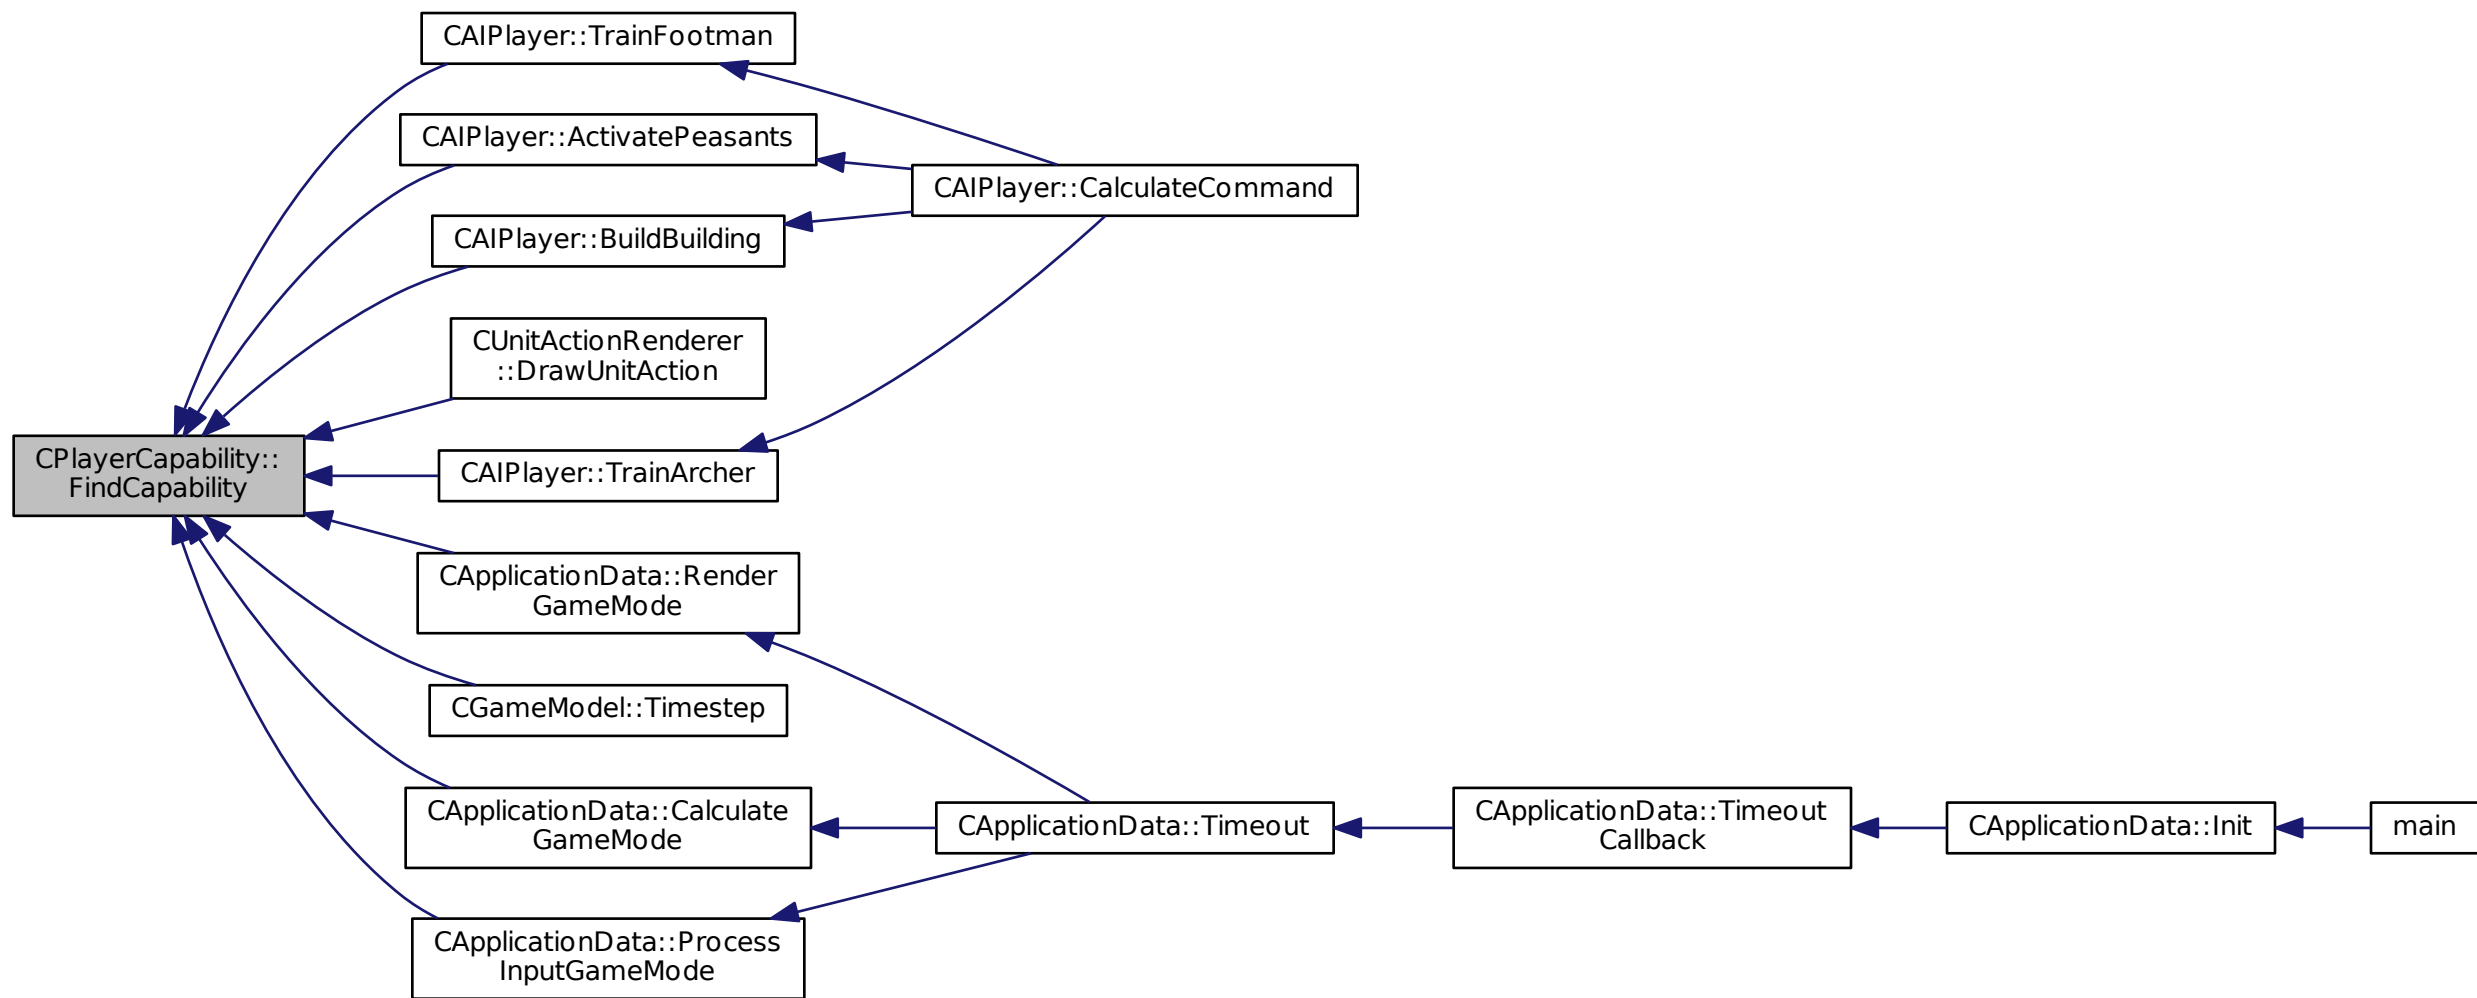 CAIPlayer::TrainFootman
CAIPlayer::ActivatePeasants
CAIPlayer::CalculateCommand
CAIPlayer::BuildBuilding
CUnitActionRenderer
::DrawUnitAction
CPlayerCapability::
FindCapability
CAIPlayer::TrainArcher
CApplicationData::Render
GameMode
CGameModel::Timestep
CApplicationData::Calculate
GameMode
CApplicationData::Timeout
CApplicationData::Timeout
Callback
CApplicationData::Init
main
CApplicationData::Process
InputGameMode